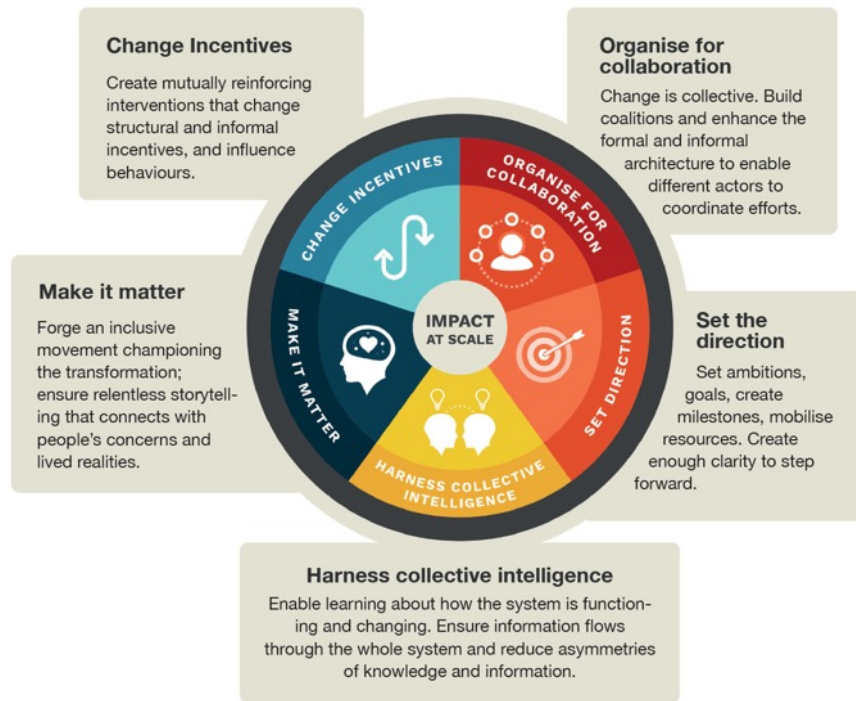 Change Incentives
Create mutually reinforcing
interventions that change
structural and informal
incentives, and influence
behaviours.
Organise for
collaboration
Change is collective. Build
coalitions and enhance the
formal and informal
architecture to enable
different actors to
coordinate efforts.
CHANGE INCENTIVES
ORGANISE FOR
COLLABORATION
Make it matter
Forge an inclusive
movement championing
the transformation;
ensure relentless storytell-
ing that connects with
people's concerns and
lived realities.
MAKE IT MATTER
IMPACT
AT SCALE
SET DIRECTION
Set the
direction
Set ambitions,
goals, create
milestones, mobilise
resources. Create
enough clarity to step
forward.
HARNESS COLLECTIVE
INTELLIGENCE
Harness collective intelligence
Enable learning about how the system is function-
ing and changing. Ensure information flows
through the whole system and reduce asymmetries
of knowledge and information.